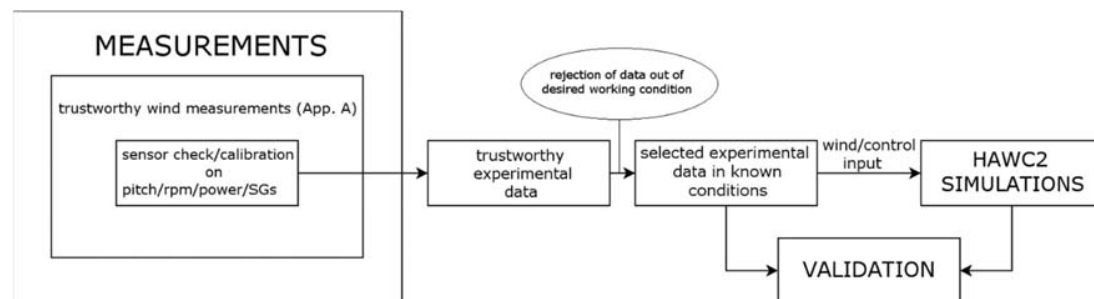 MEASUREMENTS
trustworthy wind measurements (App. A)
sensor check/calibration
on
pitch/rpm/power/SGs
trustworthy
experimental
data
rejection of data out of
desired working condition
selected experimental
data in known
conditions
wind/control
input
HAWC2
SIMULATIONS
VALIDATION